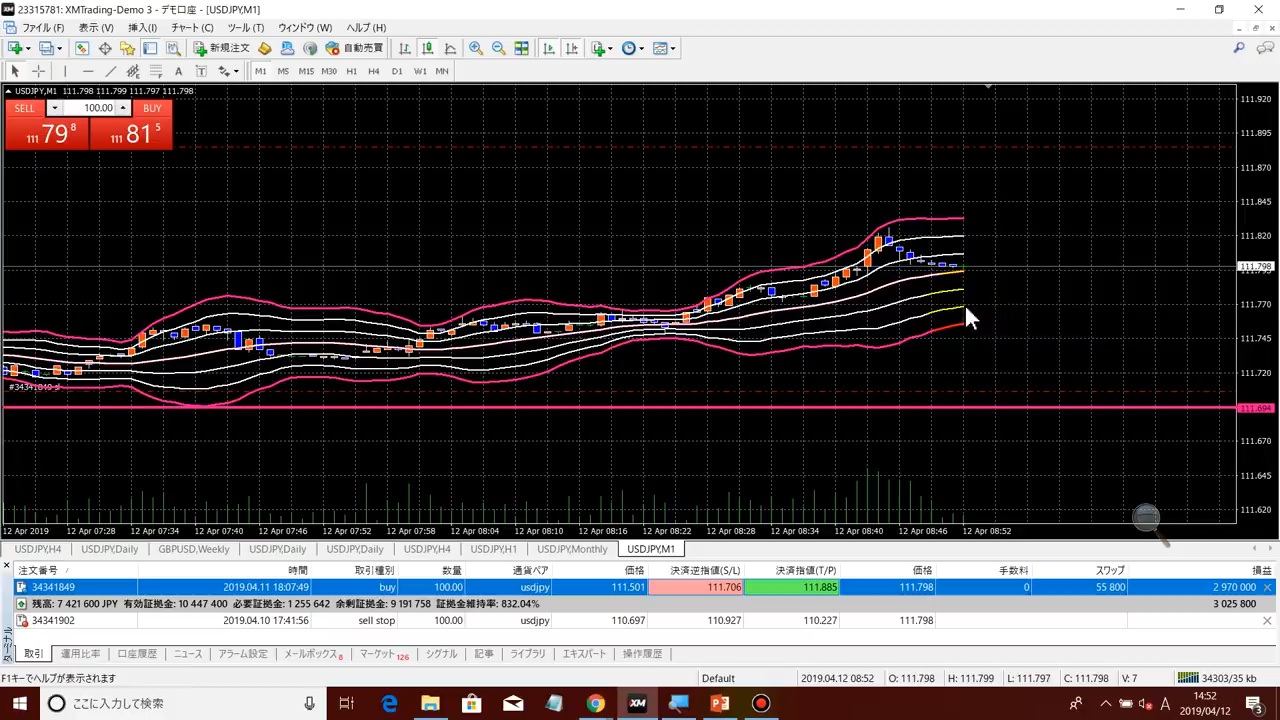 23315781: XMTrading-Demo 3 - デモ口座 - [USDJPY,M1]
ファイル (F) 表示 (V) 挿入(I) チャート(C) ツール(T) ウィンドウ(W) ヘルプ(H)
新規注文 自動売買
A T M1 M5 M15 M30 H1 H4 D1 W1 MN
USDJPY,M1 111.798 111.799 111.797 111.798
SELL 100.00 BUY
111 79 8 111 81 5
111.920
111.895
111.870
111.845
111.820
111.798
111.770
111.745
111.720
111.694
111.670
111.645
111.620
#34341849 sl
12 Apr 2019 12 Apr 07:28 12 Apr 07:34 12 Apr 07:40 12 Apr 07:46 12 Apr 07:52 12 Apr 07:58 12 Apr 08:04 12 Apr 08:10 12 Apr 08:16 12 Apr 08:22 12 Apr 08:28 12 Apr 08:34 12 Apr 08:40 12 Apr 08:46 12 Apr 08:52
USDJPY,H4 USDJPY,Daily GBPUSD,Weekly USDJPY,Daily USDJPY,Daily USDJPY,H4 USDJPY,H1 USDJPY,Monthly USDJPY,M1
注文番号 / 時間 取引種別 数量 通貨ペア 価格 決済逆指値(S/L) 決済指値(T/P) 価格 手数料 スワップ 損益
34341849 2019.04.11 18:07:49 buy 100.00 usdjpy 111.501 111.706 111.885 111.798 0 55 800 2 970 000
残高: 7 421 600 JPY 有効証拠金: 10 447 400 必要証拠金: 1 255 642 余剰証拠金: 9 191 758 証拠金維持率: 832.04% 3 025 800
34341902 2019.04.10 17:41:56 sell stop 100.00 usdjpy 110.697 110.927 110.227 111.798
ターミナル
取引 運用比率 口座履歴 ニュース アラーム設定 メールボックス8 マーケット126 シグナル 記事 ライブラリ エキスパート 操作履歴
F1キーでヘルプが表示されます Default 2019.04.12 08:52 O: 111.798 H: 111.799 L: 111.797 C: 111.798 V: 7 34303/35 kb
ここに入力して検索 XM A 14:52
2019/04/12